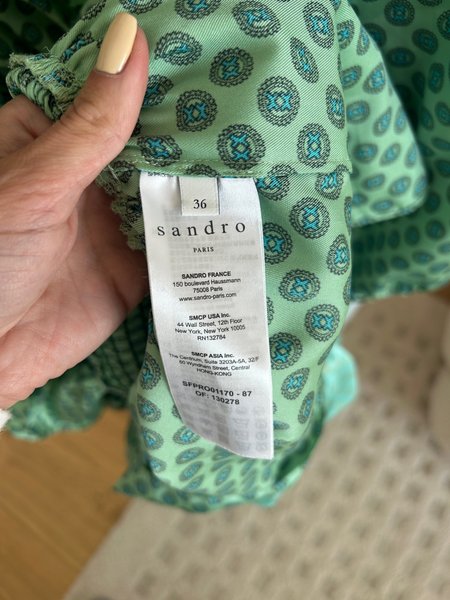 36
sandro
PARIS
SANDRO FRANCE
150 boulevard Haussmann
75008 Paris
www.sandro-paris.com
SMCP USA Inc.
44 Wall Street, 12th Floor
New York, New York 10005
RN132784
SMCP ASIA Inc.
The Centrium, Suite 3203A-5A, 32/F
60 Wyndham Street, Central
HONG-KONG
SFPRO01170 - 87
OF: 130278